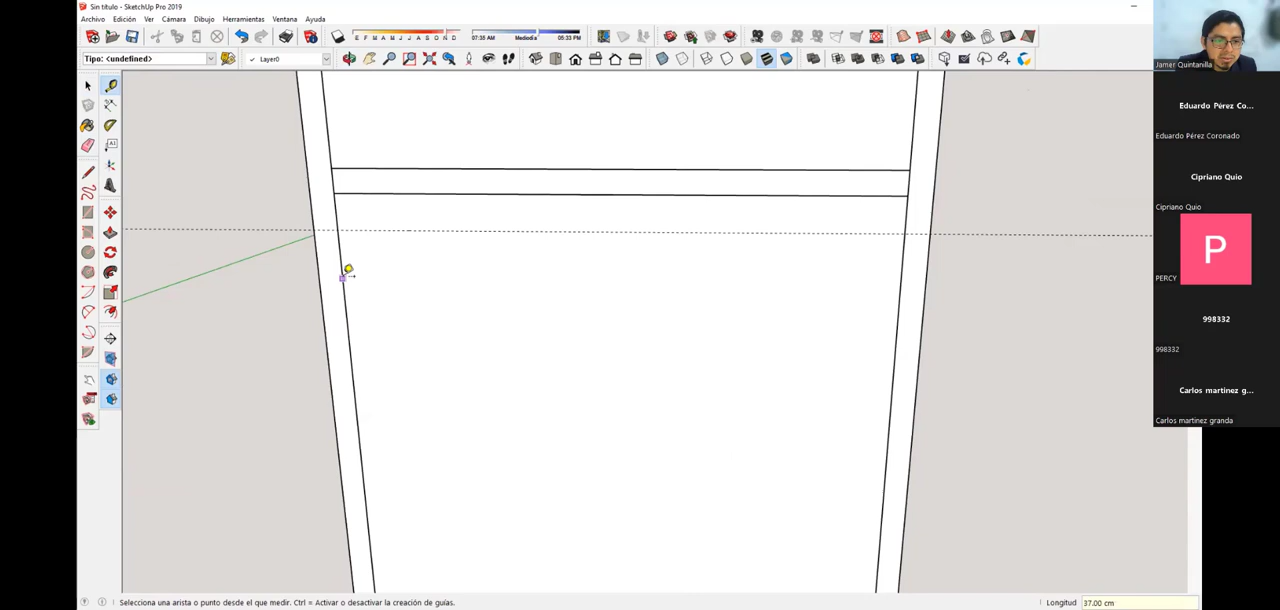 Sin título - SketchUp Pro 2019
Archivo Edición Ver Cámara Dibujo Herramientas Ventana Ayuda
E F M A M J J A S O N D
07:35 AM Mediodía 05:33 PM
Tipo: <undefined>
Layer0
A1
Jamer Quintanilla
Eduardo Pérez Co...
Eduardo Pérez Coronado
Cipriano Quio
Cipriano Quio
P
PERCY
998332
998332
Carlos martinez g...
Carlos martinez granda
Selecciona una arista o punto desde el que medir. Ctrl = Activar o desactivar la creación de guías.
Longitud 37.00 cm